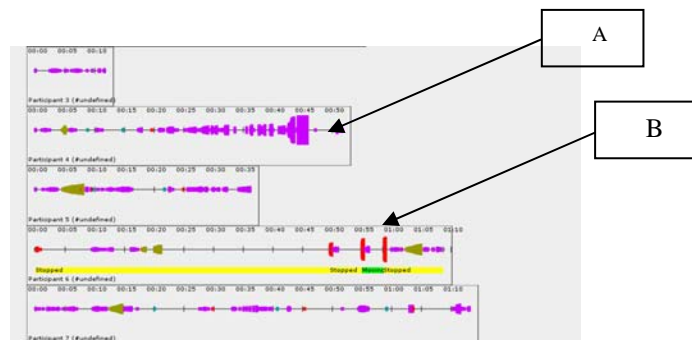 A
B
00:00 00:05 00:10
Participant 3 (#undefined)
00:00 00:05 00:10 00:15 00:20 00:25 00:30 00:35 00:40 00:45 00:50
Participant 4 (#undefined)
00:00 00:05 00:10 00:15 00:20 00:25 00:30 00:35
Participant 5 (#undefined)
00:00 00:05 00:10 00:15 00:20 00:25 00:30 00:35 00:40 00:45 00:50 00:55 01:00 01:05 01:10
Stopped Stopped Stopped
Participant 6 (#undefined)
00:00 00:05 00:10 00:15 00:20 00:25 00:30 00:35 00:40 00:45 00:50 00:55 01:00 01:05 01:10
Participant 7 (#undefined)